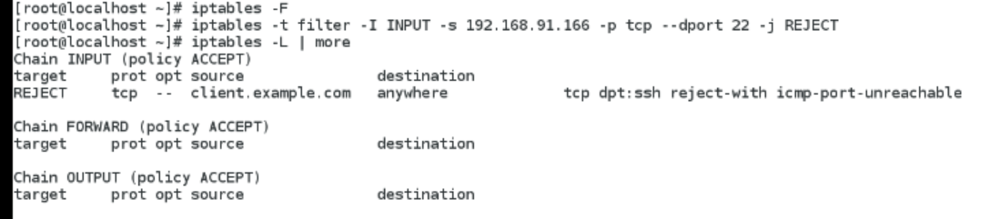 [root@localhost ~]# iptables -F
[root@localhost ~]# iptables -t filter -I INPUT -s 192.168.91.166 -p tcp --dport 22 -j REJECT
[root@localhost ~]# iptables -L | more
Chain INPUT (policy ACCEPT)
target     prot opt source               destination
REJECT     tcp  --  client.example.com   anywhere             tcp dpt:ssh reject-with icmp-port-unreachable

Chain FORWARD (policy ACCEPT)
target     prot opt source               destination

Chain OUTPUT (policy ACCEPT)
target     prot opt source               destination